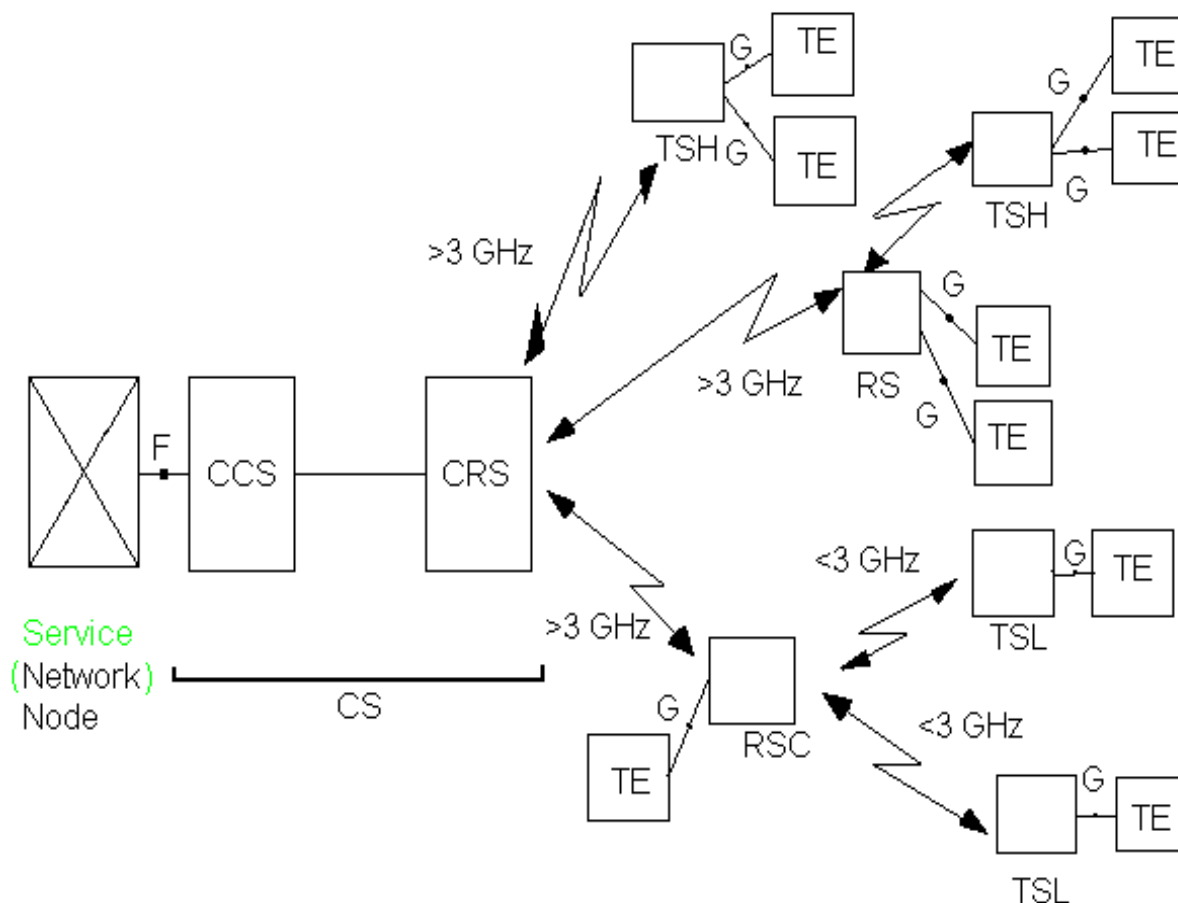 G
TE
TE
G
TSH
G
TE
G
TE
TSH
G
>3 GHz
G
TE
>3 GHz
RS
G
TE
F
CCS
CRS
<3 GHz
G
TE
TSL
>3 GHz
Service
(Network)
Node
CS
G
RSC
TE
<3 GHz
G
TE
TSL